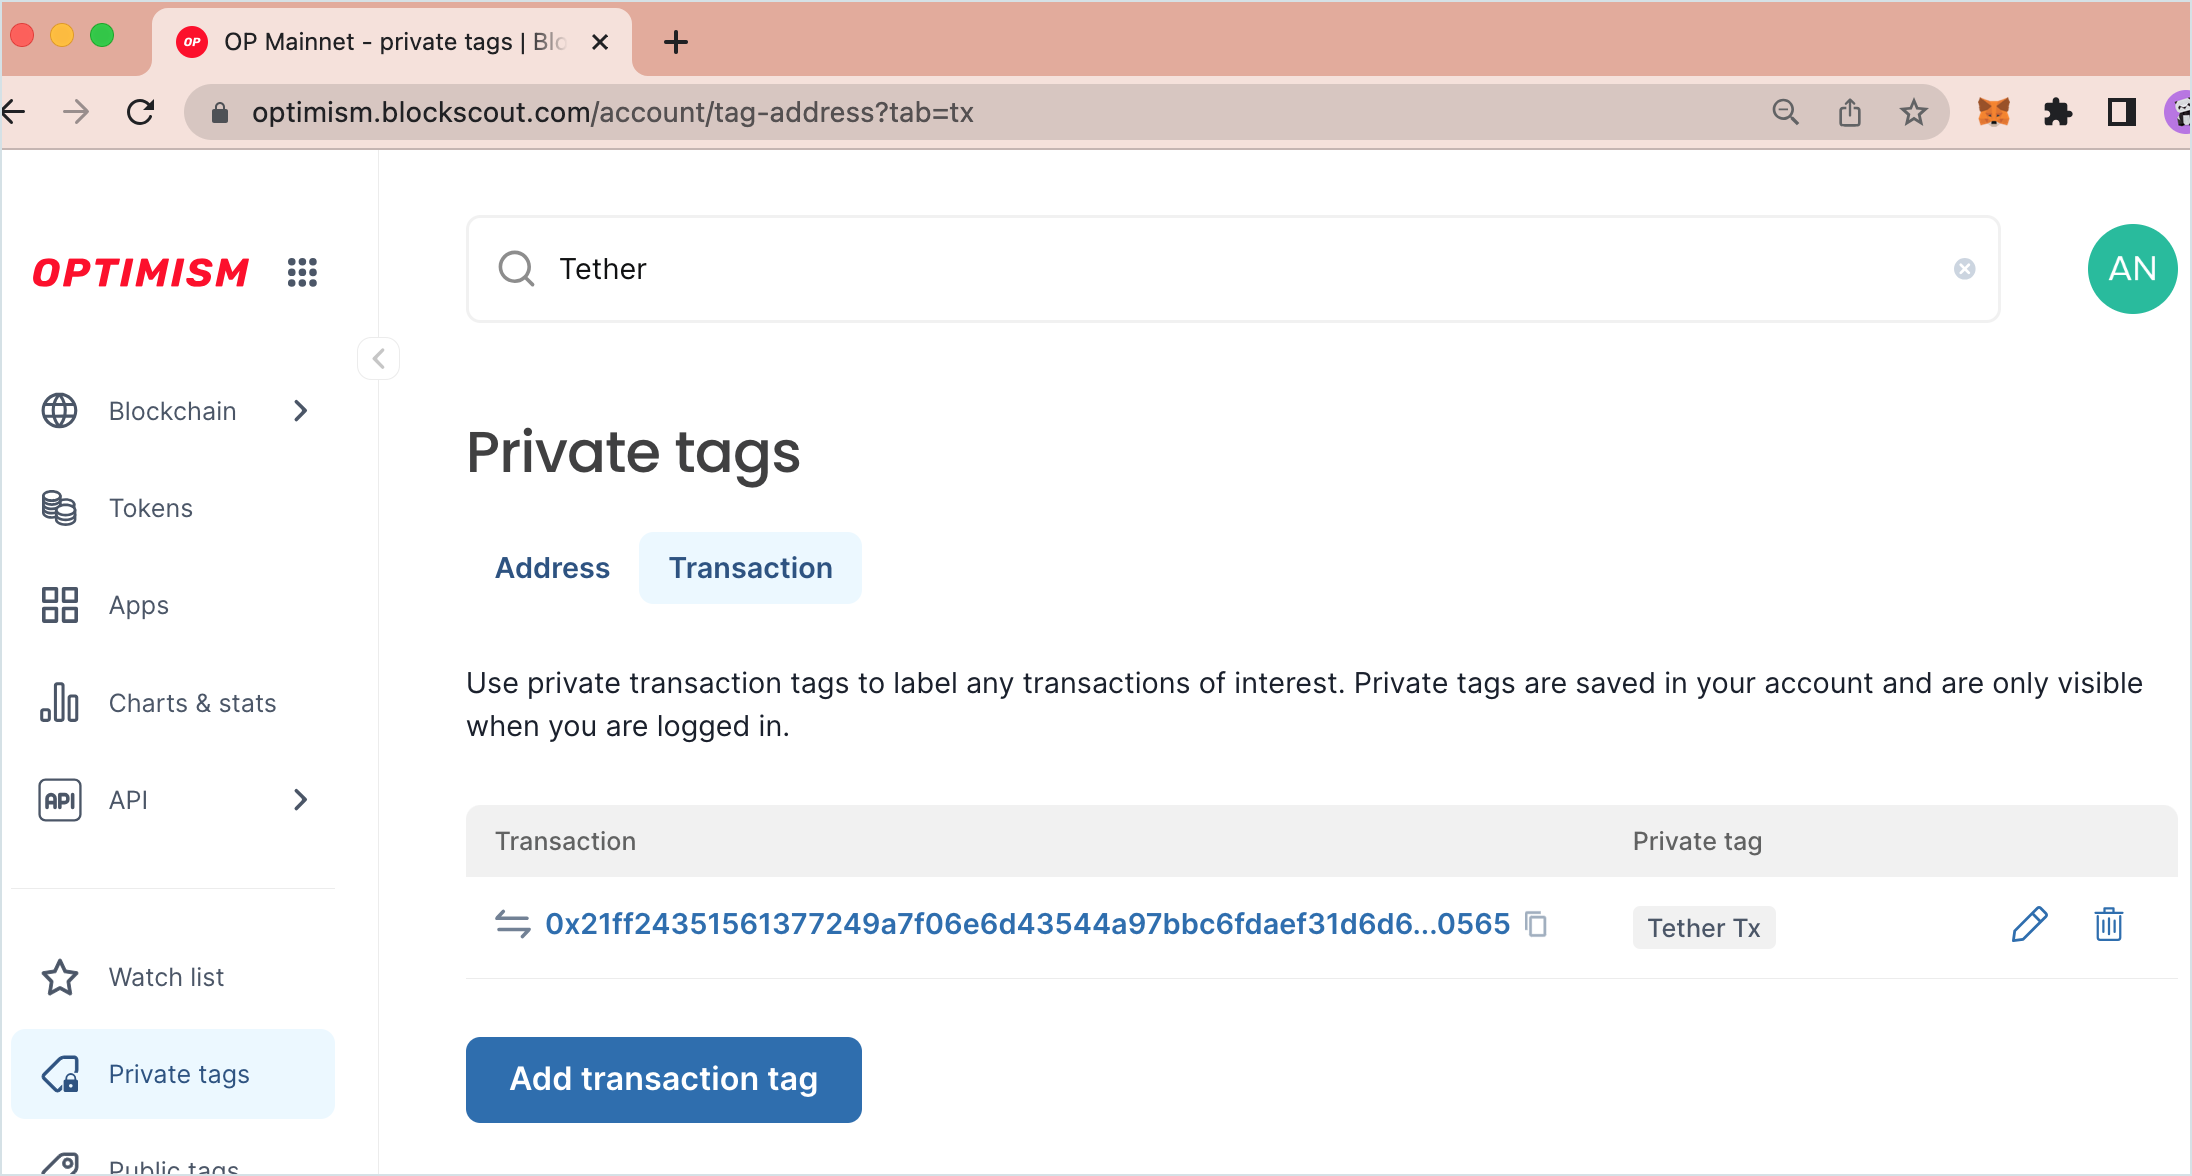 OP Mainnet - private tags | Blo
optimism.blockscout.com/account/tag-address?tab=tx
OPTIMISM
Tether
AN
Blockchain
Tokens
Apps
Charts & stats
API
API
Watch list
Private tags
Public tags
Private tags
Address
Transaction
Use private transaction tags to label any transactions of interest. Private tags are saved in your account and are only visible
when you are logged in.
Transaction
Private tag
0x21ff24351561377249a7f06e6d43544a97bbc6fdaef31d6d6...0565
Tether Tx
Add transaction tag